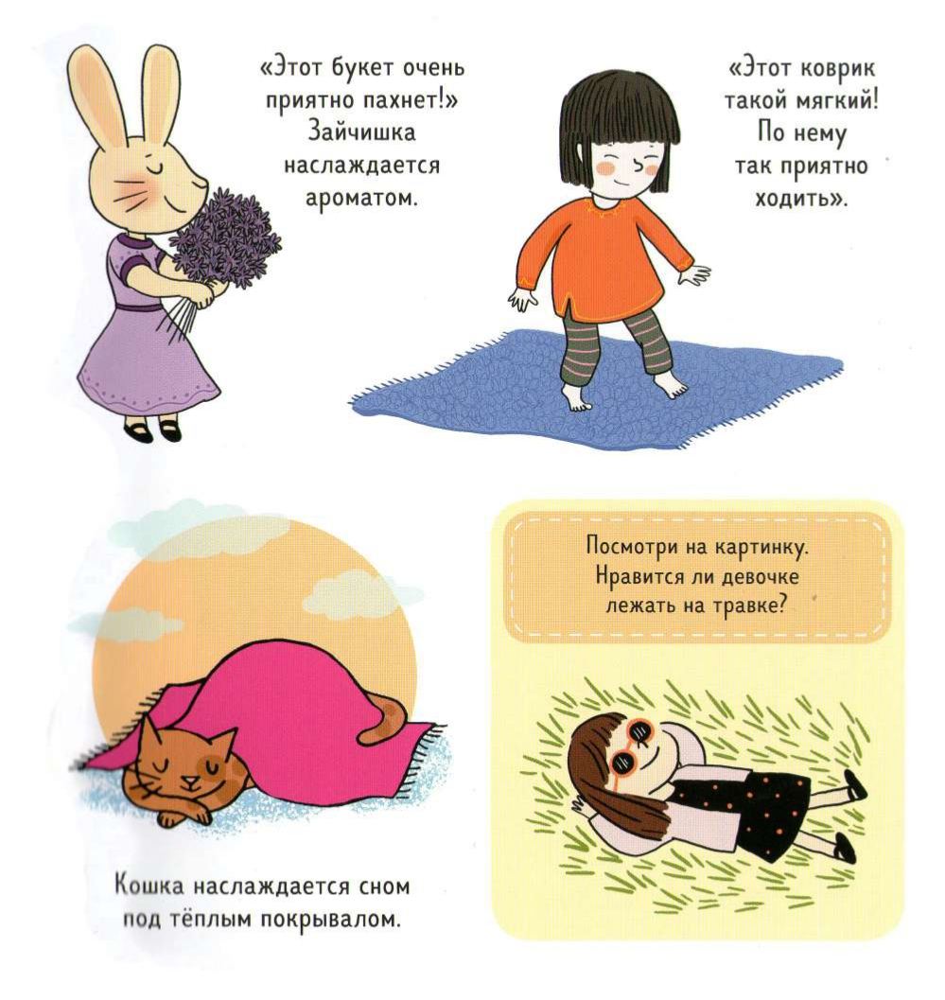 «Этот букет очень
приятно пахнет!»
Зайчишка
наслаждается
ароматом.
«Этот коврик
такой мягкий!
По нему
так приятно
ходить».
Кошка наслаждается сном
под тёплым покрывалом.
Посмотри на картинку.
Нравится ли девочке
лежать на травке?